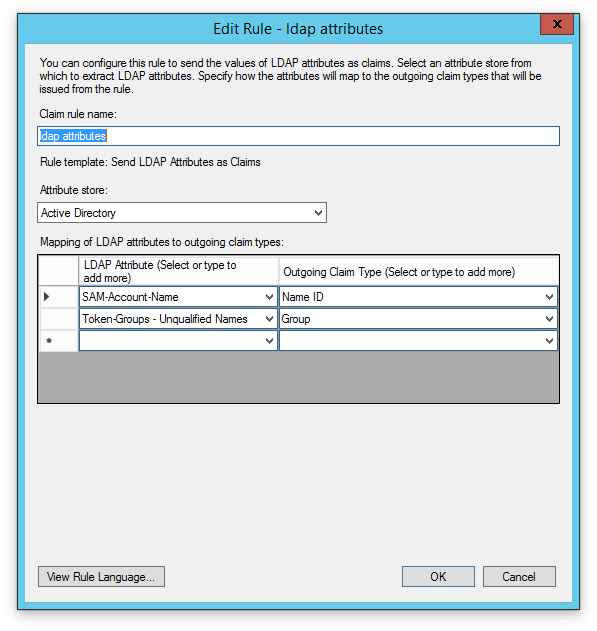 Edit Rule - ldap attributes
x
You can configure this rule to send the values of LDAP attributes as claims. Select an attribute store from
which to extract LDAP attributes. Specify how the attributes will map to the outgoing claim types that will be
issued from the rule.
Claim rule name:
ldap attributes
Rule template: Send LDAP Attributes as Claims
Attribute store:
Active Directory
Mapping of LDAP attributes to outgoing claim types:
LDAP Attribute (Select or type to
add more)
Outgoing Claim Type (Select or type to add more)
SAM-Account-Name
Name ID
Token-Groups - Unqualified Names
Group
*
View Rule Language...
OK
Cancel